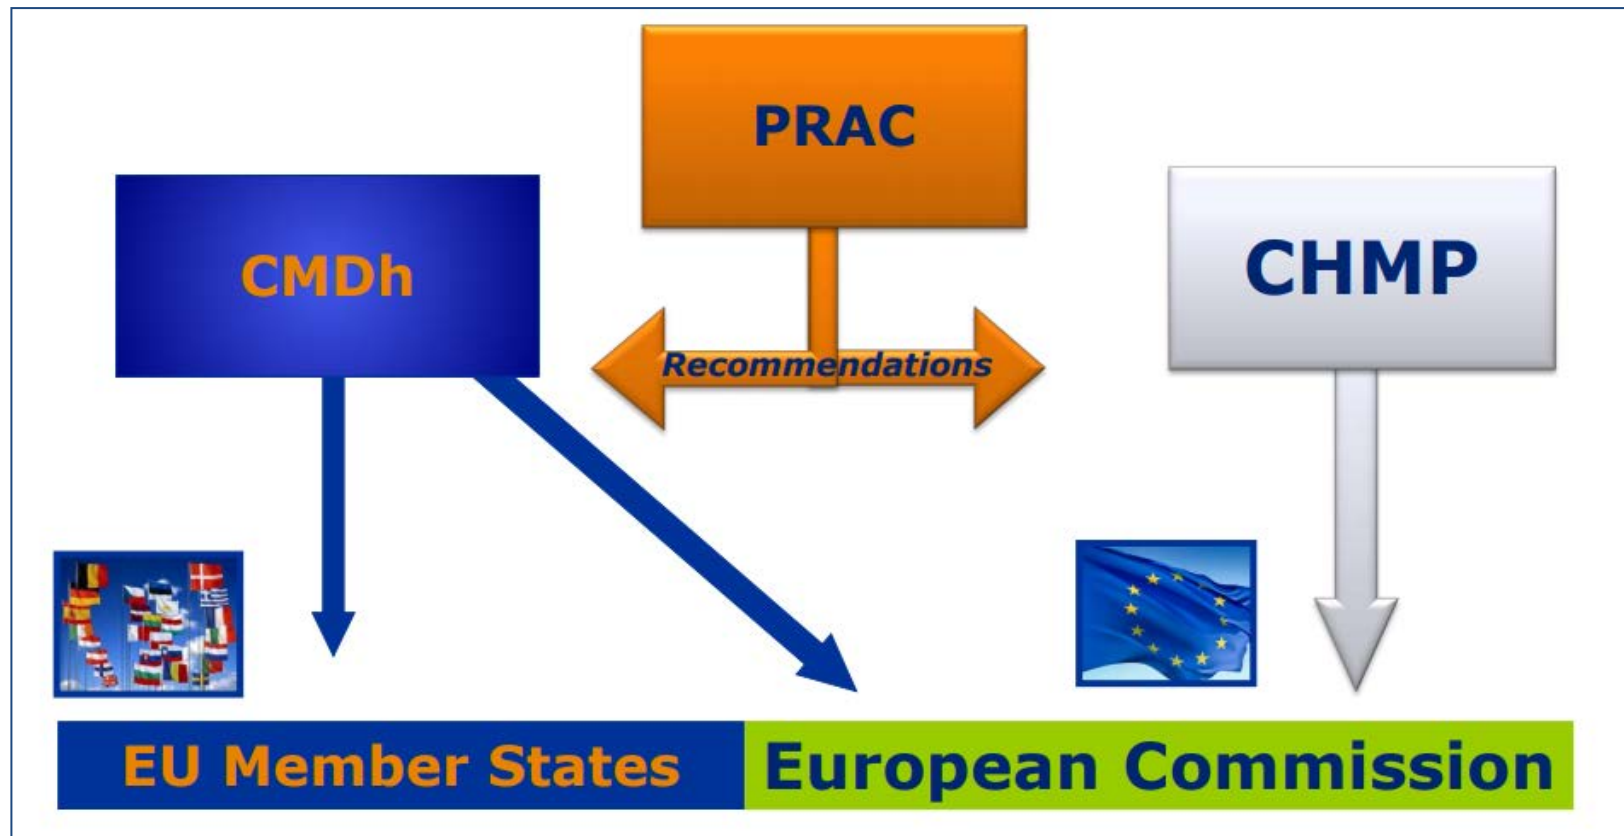 PRAC
CMDh
CHMP
Recommendations
EU Member States
European Commission